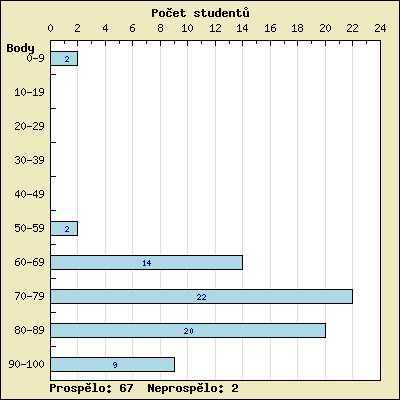 Počet studentů
0 2 4 6 8 10 12 14 16 18 20 22 24
Body
0-9 2
10-19
20-29
30-39
40-49
50-59 2
60-69 14
70-79 22
80-89 20
90-100 9
Prospělo: 67 Neprospělo: 2